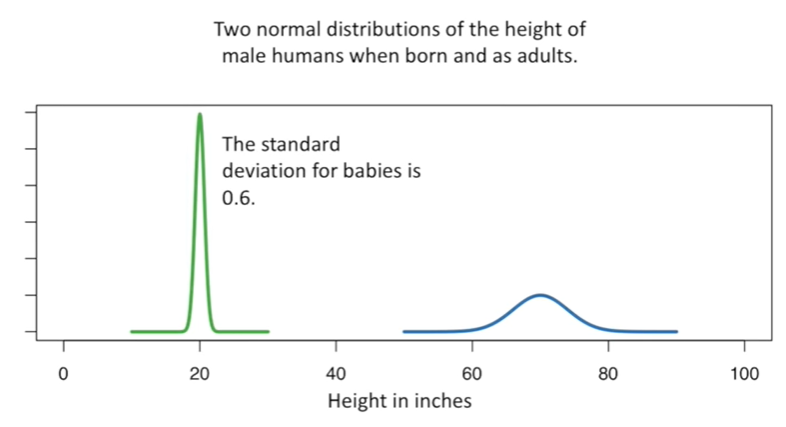 Two normal distributions of the height of
male humans when born and as adults.
The standard
deviation for babies is
0.6.
0 20 40 60 80 100
Height in inches